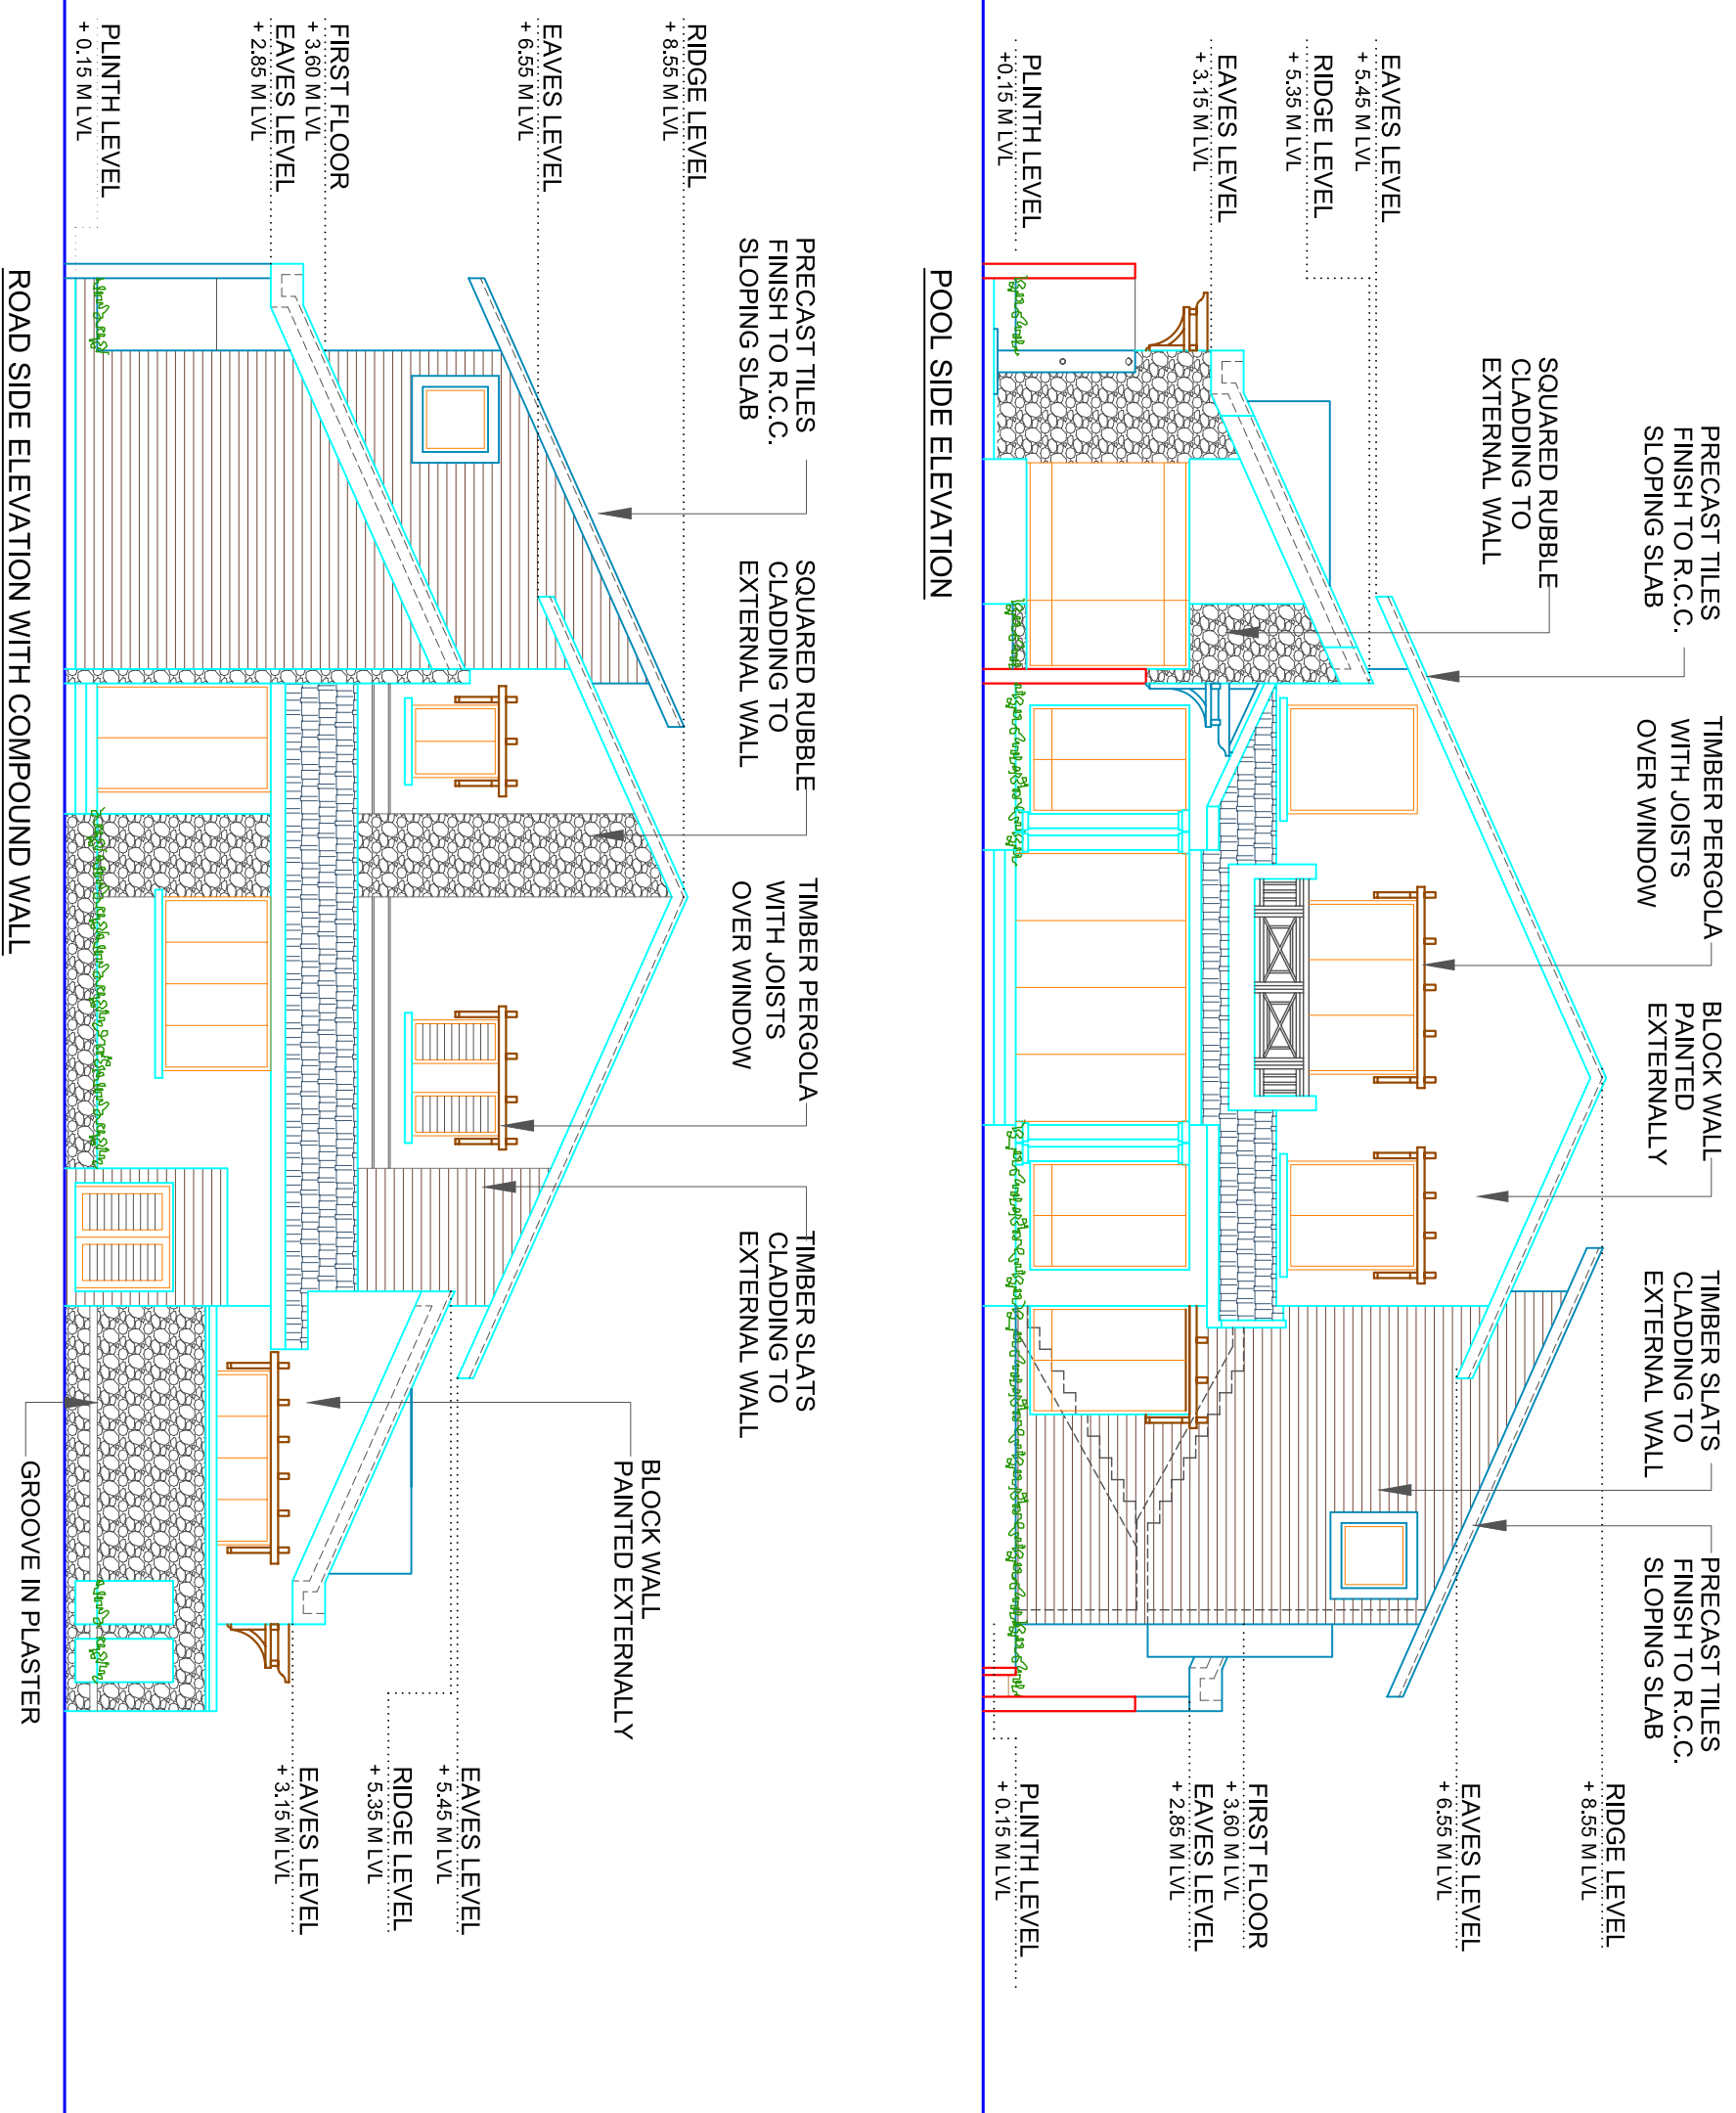 PRECAST TILES
FINISH TO R.C.C.
SLOPING SLAB
TIMBER PERGOLA
WITH JOISTS
OVER WINDOW
BLOCK WALL
PAINTED
EXTERNALLY
TIMBER SLATS
CLADDING TO
EXTERNAL WALL
PRECAST TILES
FINISH TO R.C.C.
SLOPING SLAB
SQUARED RUBBLE
CLADDING TO
EXTERNAL WALL
EAVES LEVEL
+ 5.45 M LVL
RIDGE LEVEL
+ 5.35 M LVL
EAVES LEVEL
+ 3.15 M LVL
PLINTH LEVEL
+0.15 M LVL
RIDGE LEVEL
+ 8.55 M LVL
EAVES LEVEL
+ 6.55 M LVL
FIRST FLOOR
+ 3.60 M LVL
EAVES LEVEL
+ 2.85 M LVL
PLINTH LEVEL
+ 0.15 M LVL
POOL SIDE ELEVATION
PRECAST TILES
FINISH TO R.C.C.
SLOPING SLAB
SQUARED RUBBLE
CLADDING TO
EXTERNAL WALL
TIMBER PERGOLA
WITH JOISTS
OVER WINDOW
TIMBER SLATS
CLADDING TO
EXTERNAL WALL
BLOCK WALL
PAINTED EXTERNALLY
RIDGE LEVEL
+ 8.55 M LVL
EAVES LEVEL
+ 6.55 M LVL
FIRST FLOOR
+ 3.60 M LVL
EAVES LEVEL
+ 2.85 M LVL
PLINTH LEVEL
+ 0.15 M LVL
EAVES LEVEL
+ 5.45 M LVL
RIDGE LEVEL
+ 5.35 M LVL
EAVES LEVEL
+ 3.15 M LVL
GROOVE IN PLASTER
ROAD SIDE ELEVATION WITH COMPOUND WALL